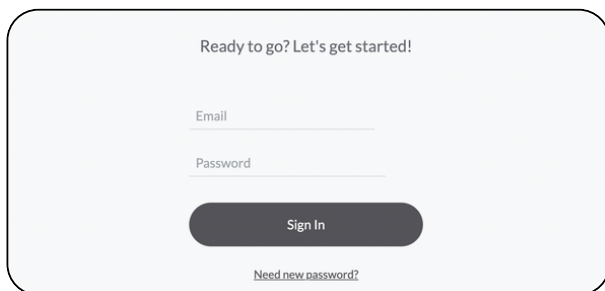 Ready to go? Let's get started!
Email
Password
Sign In
Need new password?